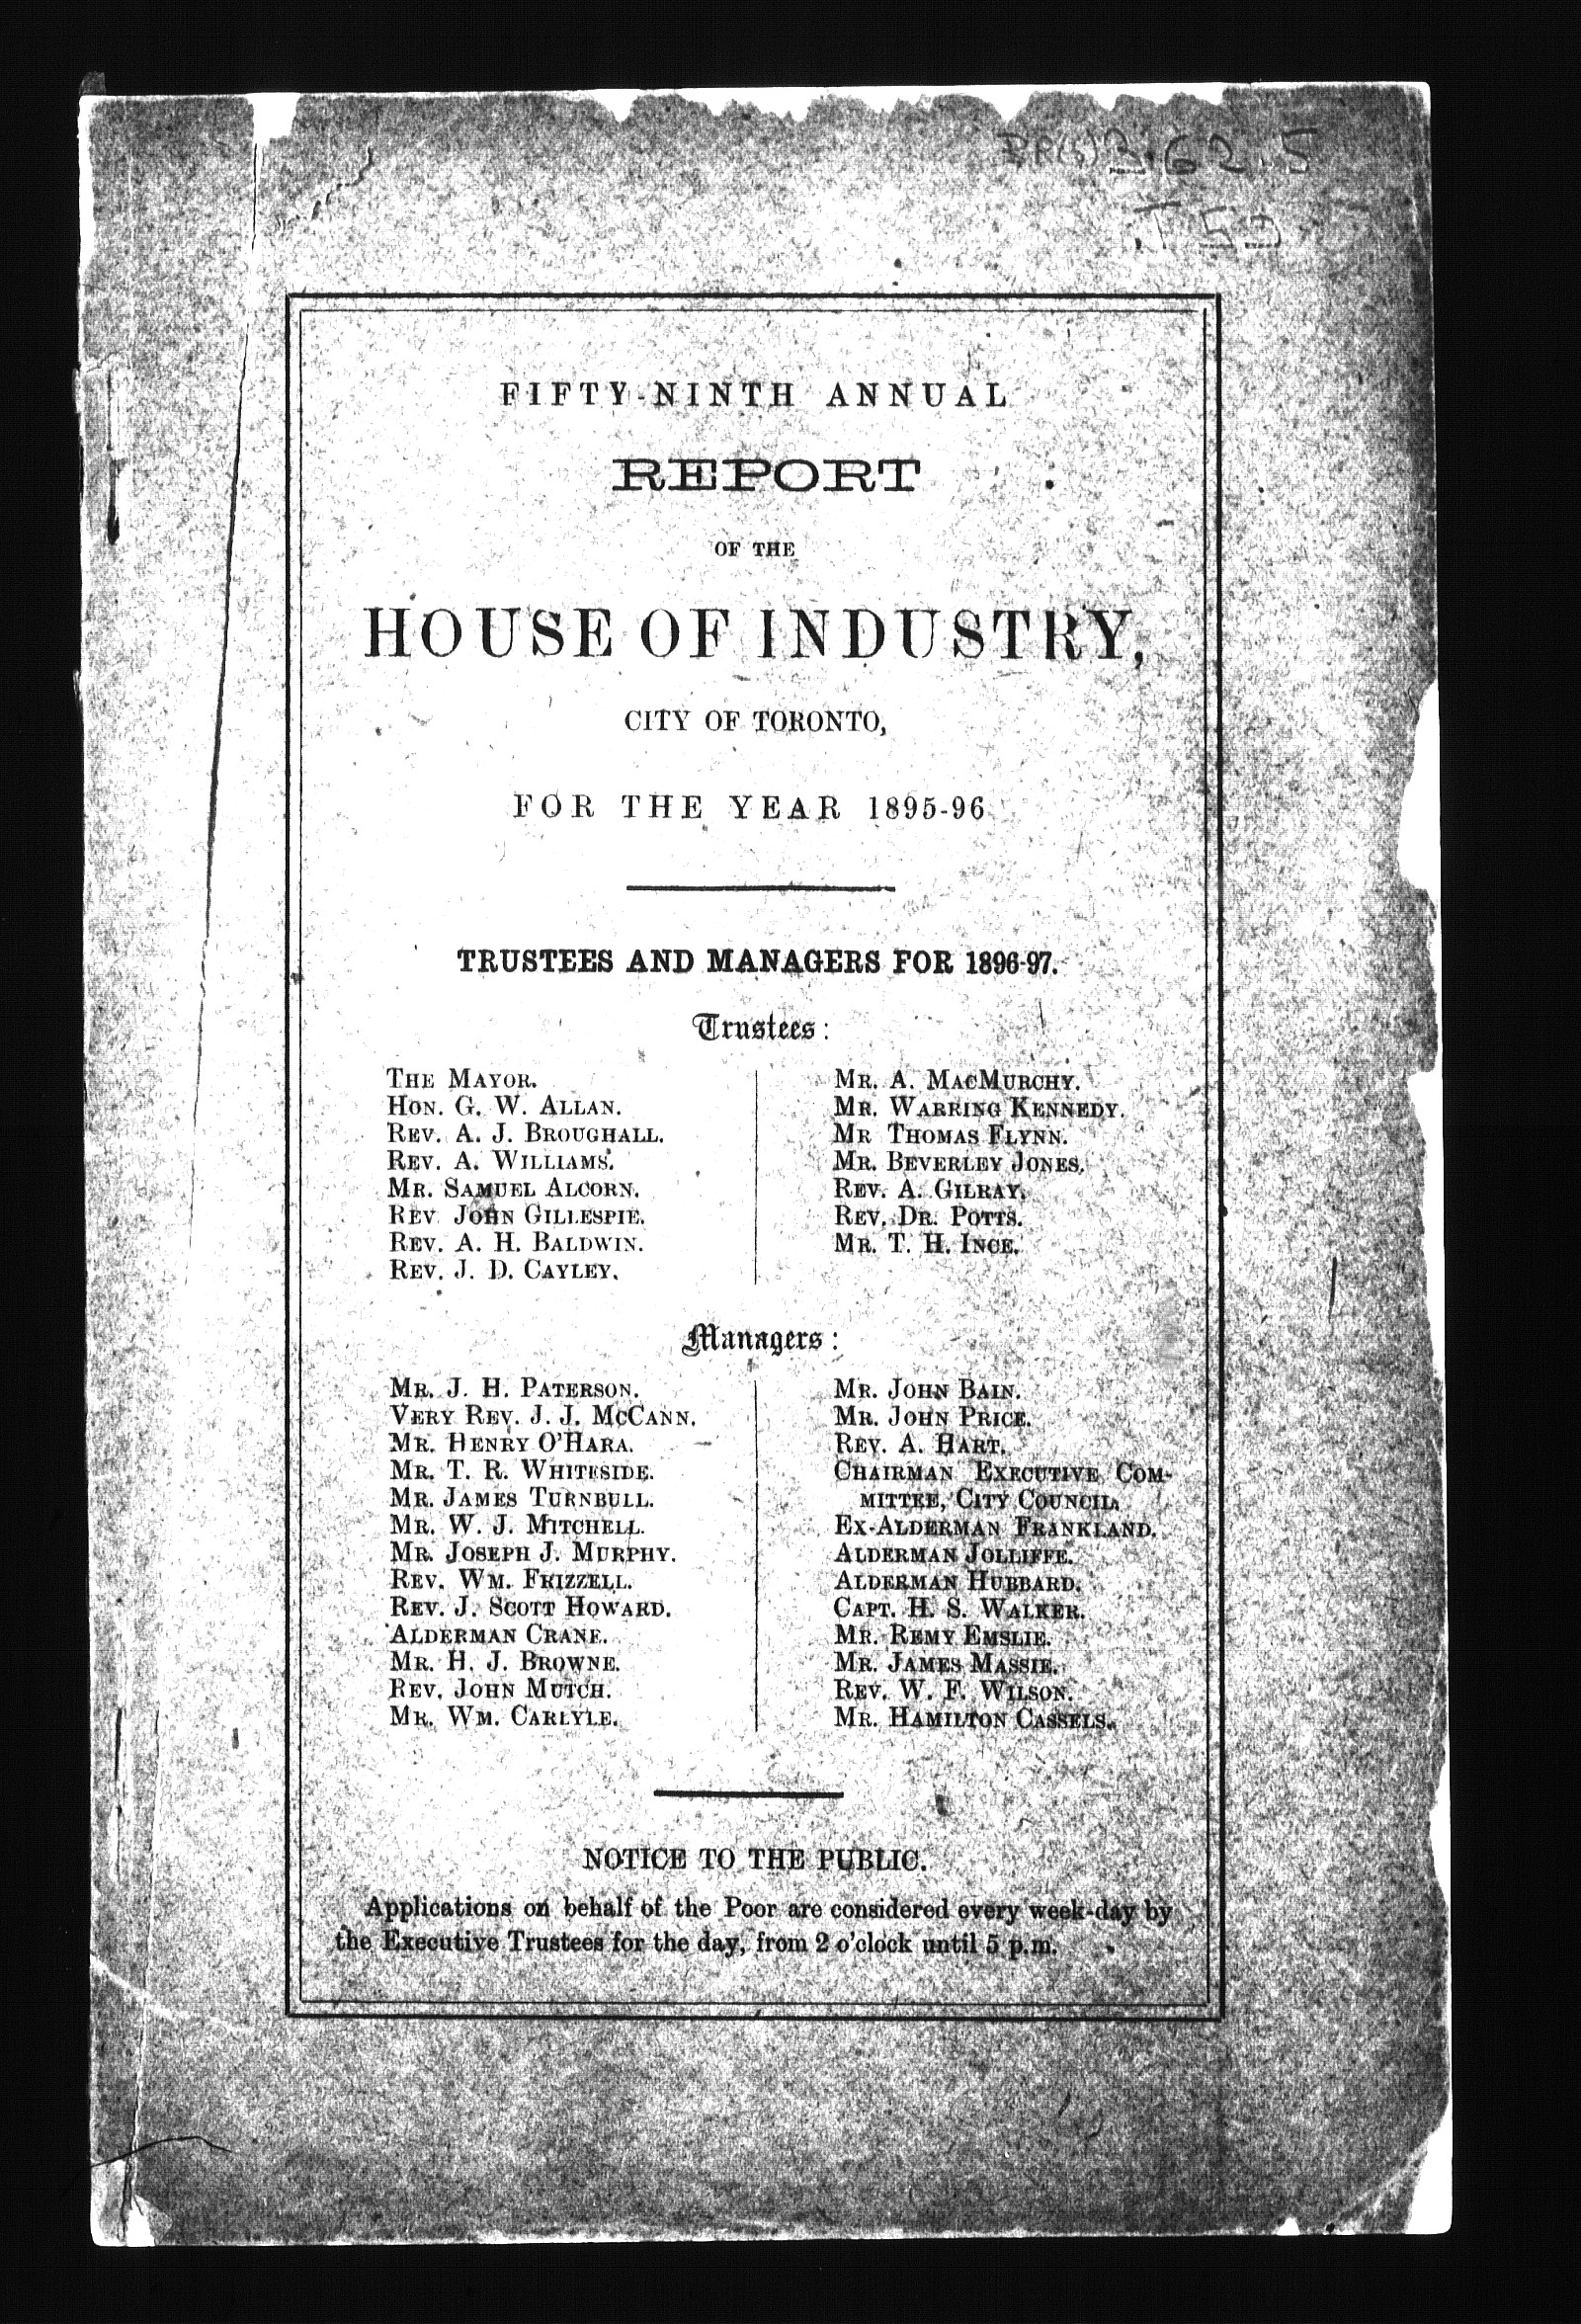 PR(S) 362.5
.T59
FIFTY-NINTH ANNUAL
REPORT
OF THE
HOUSE OF INDUSTRY,
CITY OF TORONTO,
FOR THE YEAR 1895-96
TRUSTEES AND MANAGERS FOR 1896-97.
Trustees:
THE MAYOR.
HON. G. W. ALLAN.
REV. A. J. BROUGHALL.
REV. A. WILLIAMS.
MR. SAMUEL ALCORN.
REV JOHN GILLESPIE.
REV. A. H. BALDWIN.
REV. J. D. CAYLEY.
MR. A. MACMURCHY.
MR. WARRING KENNEDY.
MR THOMAS FLYNN.
MR. BEVERLEY JONES.
REV. A. GILRAY.
REV. DR. POTTS.
MR. T. H. INCE.
Managers:
MR. J. H. PATERSON.
VERY REV. J. J. MCCANN.
MR. HENRY O'HARA.
MR. T. R. WHITESIDE.
MR. JAMES TURNBULL.
MR. W. J. MITCHELL.
MR. JOSEPH J. MURPHY.
REV. WM. FRIZZELL.
REV. J. SCOTT HOWARD.
ALDERMAN CRANE.
MR. H. J. BROWNE.
REV. JOHN MUTCH.
MR. WM. CARLYLE.
MR. JOHN BAIN.
MR. JOHN PRICE.
REV. A. HART.
CHAIRMAN EXECUTIVE COM-
MITTEE, CITY COUNCIL.
EX-ALDERMAN FRANKLAND.
ALDERMAN JOLLIFFE.
ALDERMAN HUBBARD.
CAPT. H. S. WALKER.
MR. REMY EMSLIE.
MR. JAMES MASSIE.
REV. W. F. WILSON.
MR. HAMILTON CASSELS.
NOTICE TO THE PUBLIC.
Applications on behalf of the Poor are considered every week-day by
the Executive Trustees for the day, from 2 o'clock until 5 p.m.